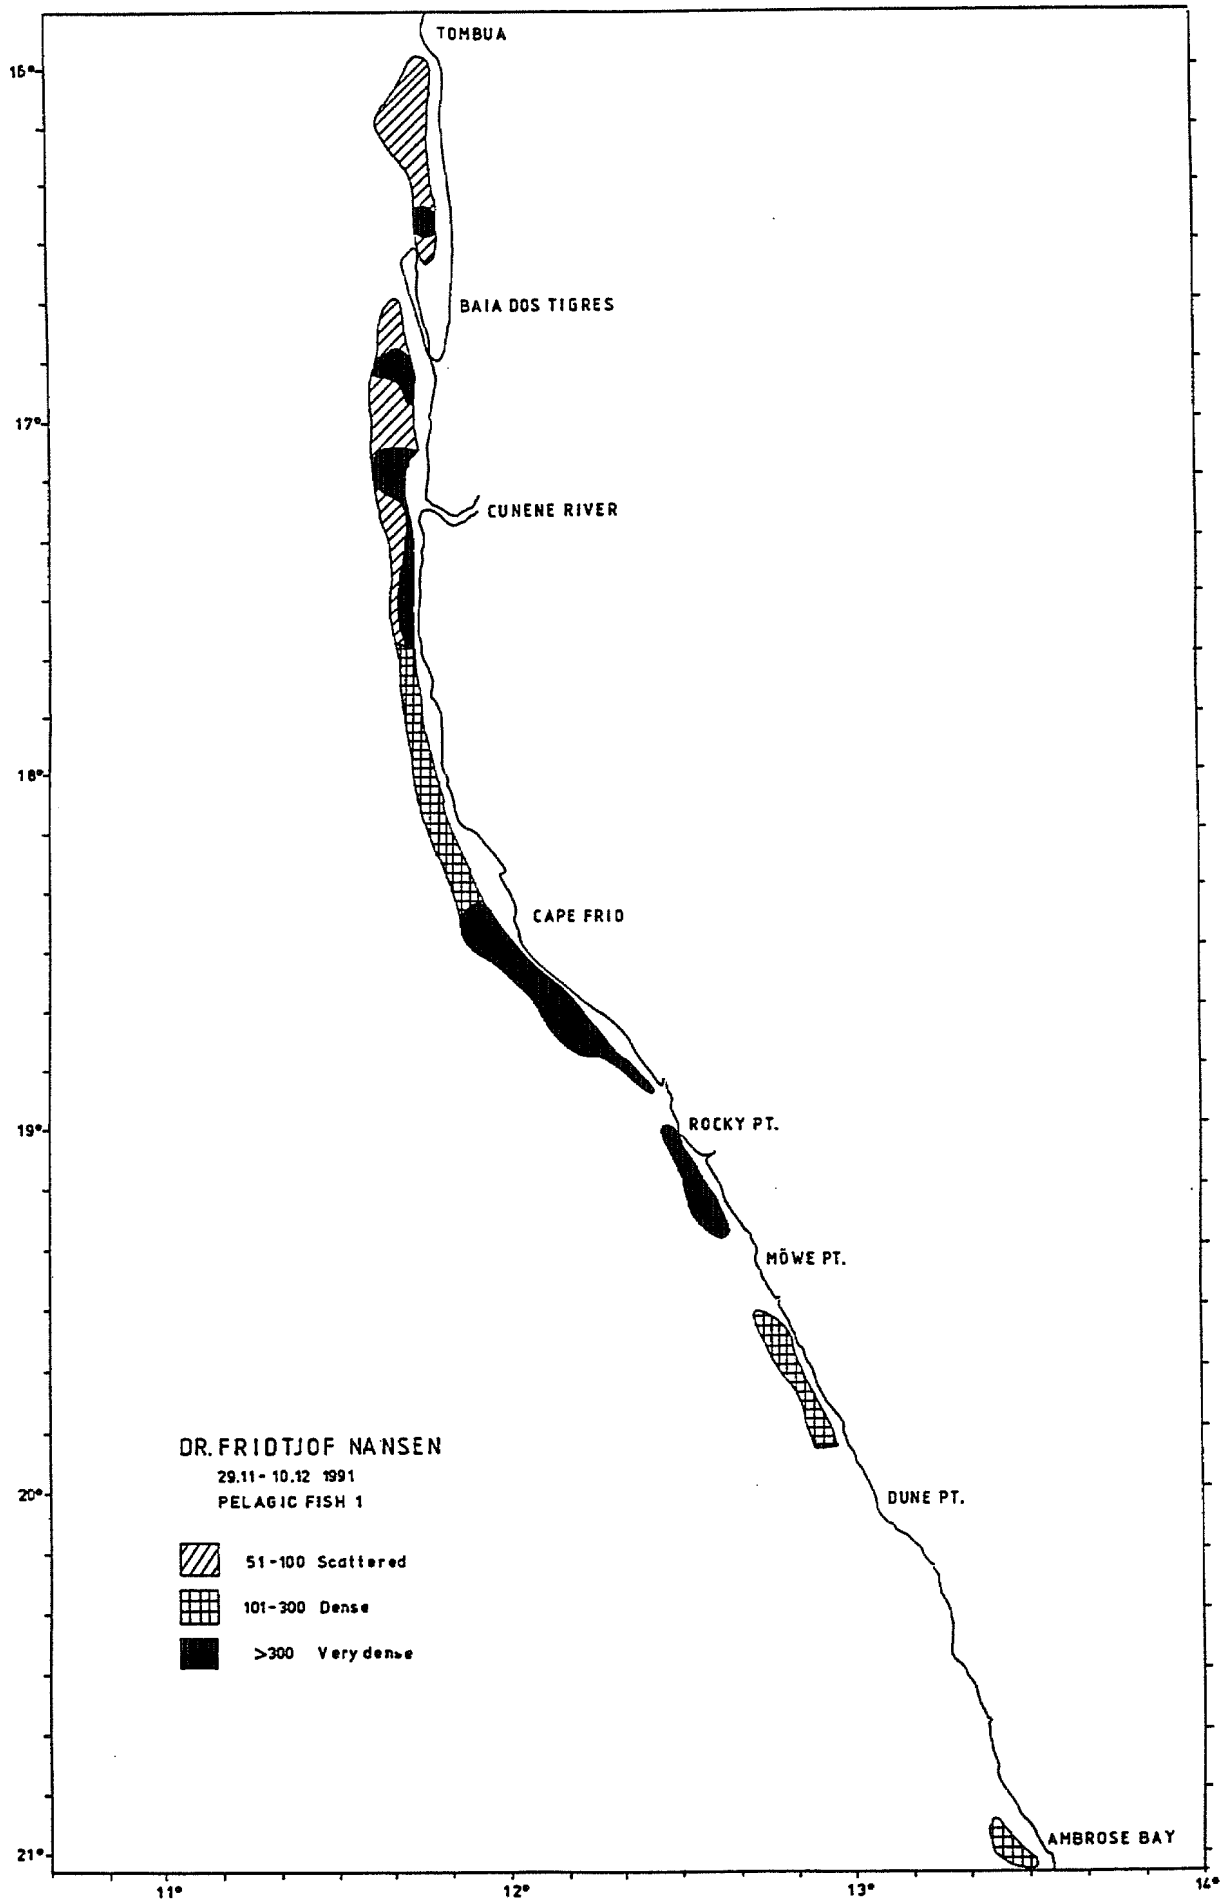 TOMBUA
16°
BAIA DOS TIGRES
17°
CUNENE RIVER
18°
CAPE FRIO
19°
ROCKY PT.
MÖWE PT.
DR. FRIDTJOF NANSEN
29.11 - 10.12 1991
PELAGIC FISH 1
20°
DUNE PT.
51-100 Scattered
101-300 Dense
>300 Very dense
AMBROSE BAY
21°
11° 12° 13° 14°